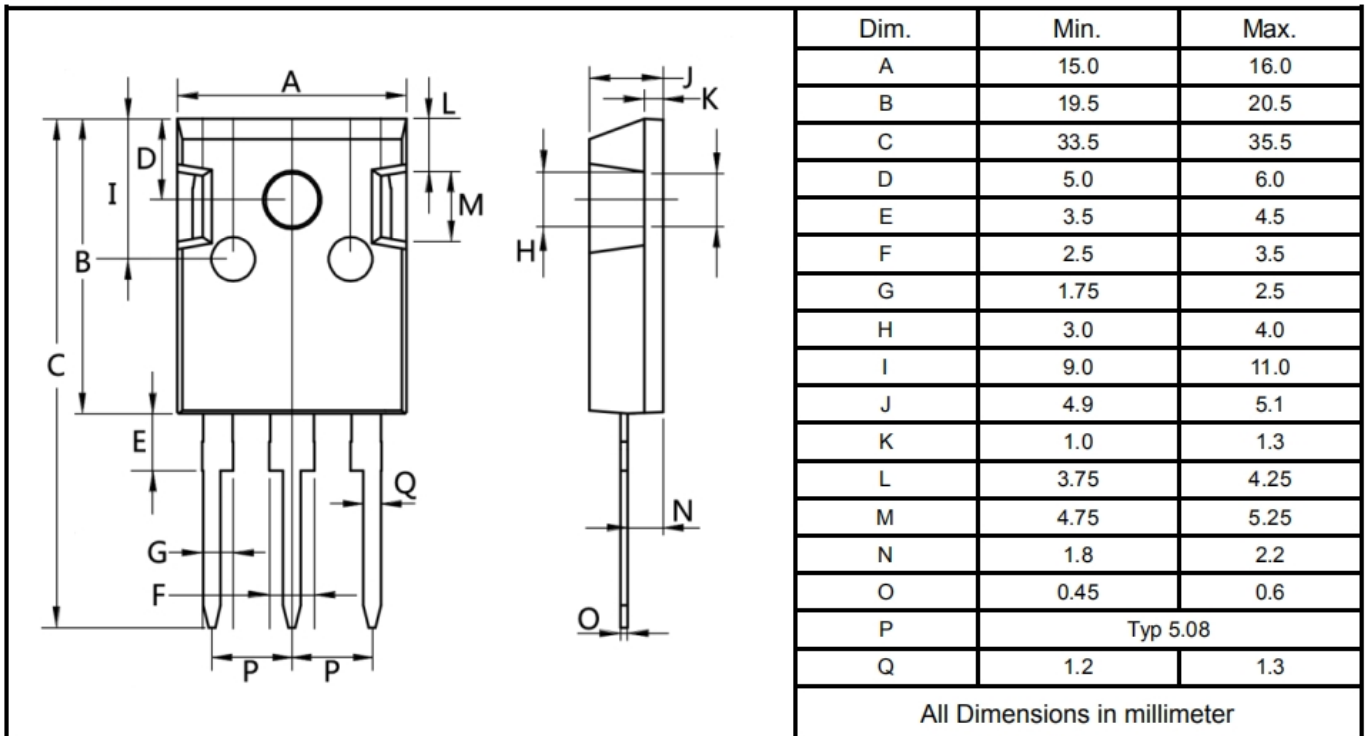 A
L
D
I
M
B
C
E
Q
G
F
P P
J
K
H
N
O
Dim. Min. Max.
A 15.0 16.0
B 19.5 20.5
C 33.5 35.5
D 5.0 6.0
E 3.5 4.5
F 2.5 3.5
G 1.75 2.5
H 3.0 4.0
I 9.0 11.0
J 4.9 5.1
K 1.0 1.3
L 3.75 4.25
M 4.75 5.25
N 1.8 2.2
O 0.45 0.6
P Typ 5.08
Q 1.2 1.3
All Dimensions in millimeter